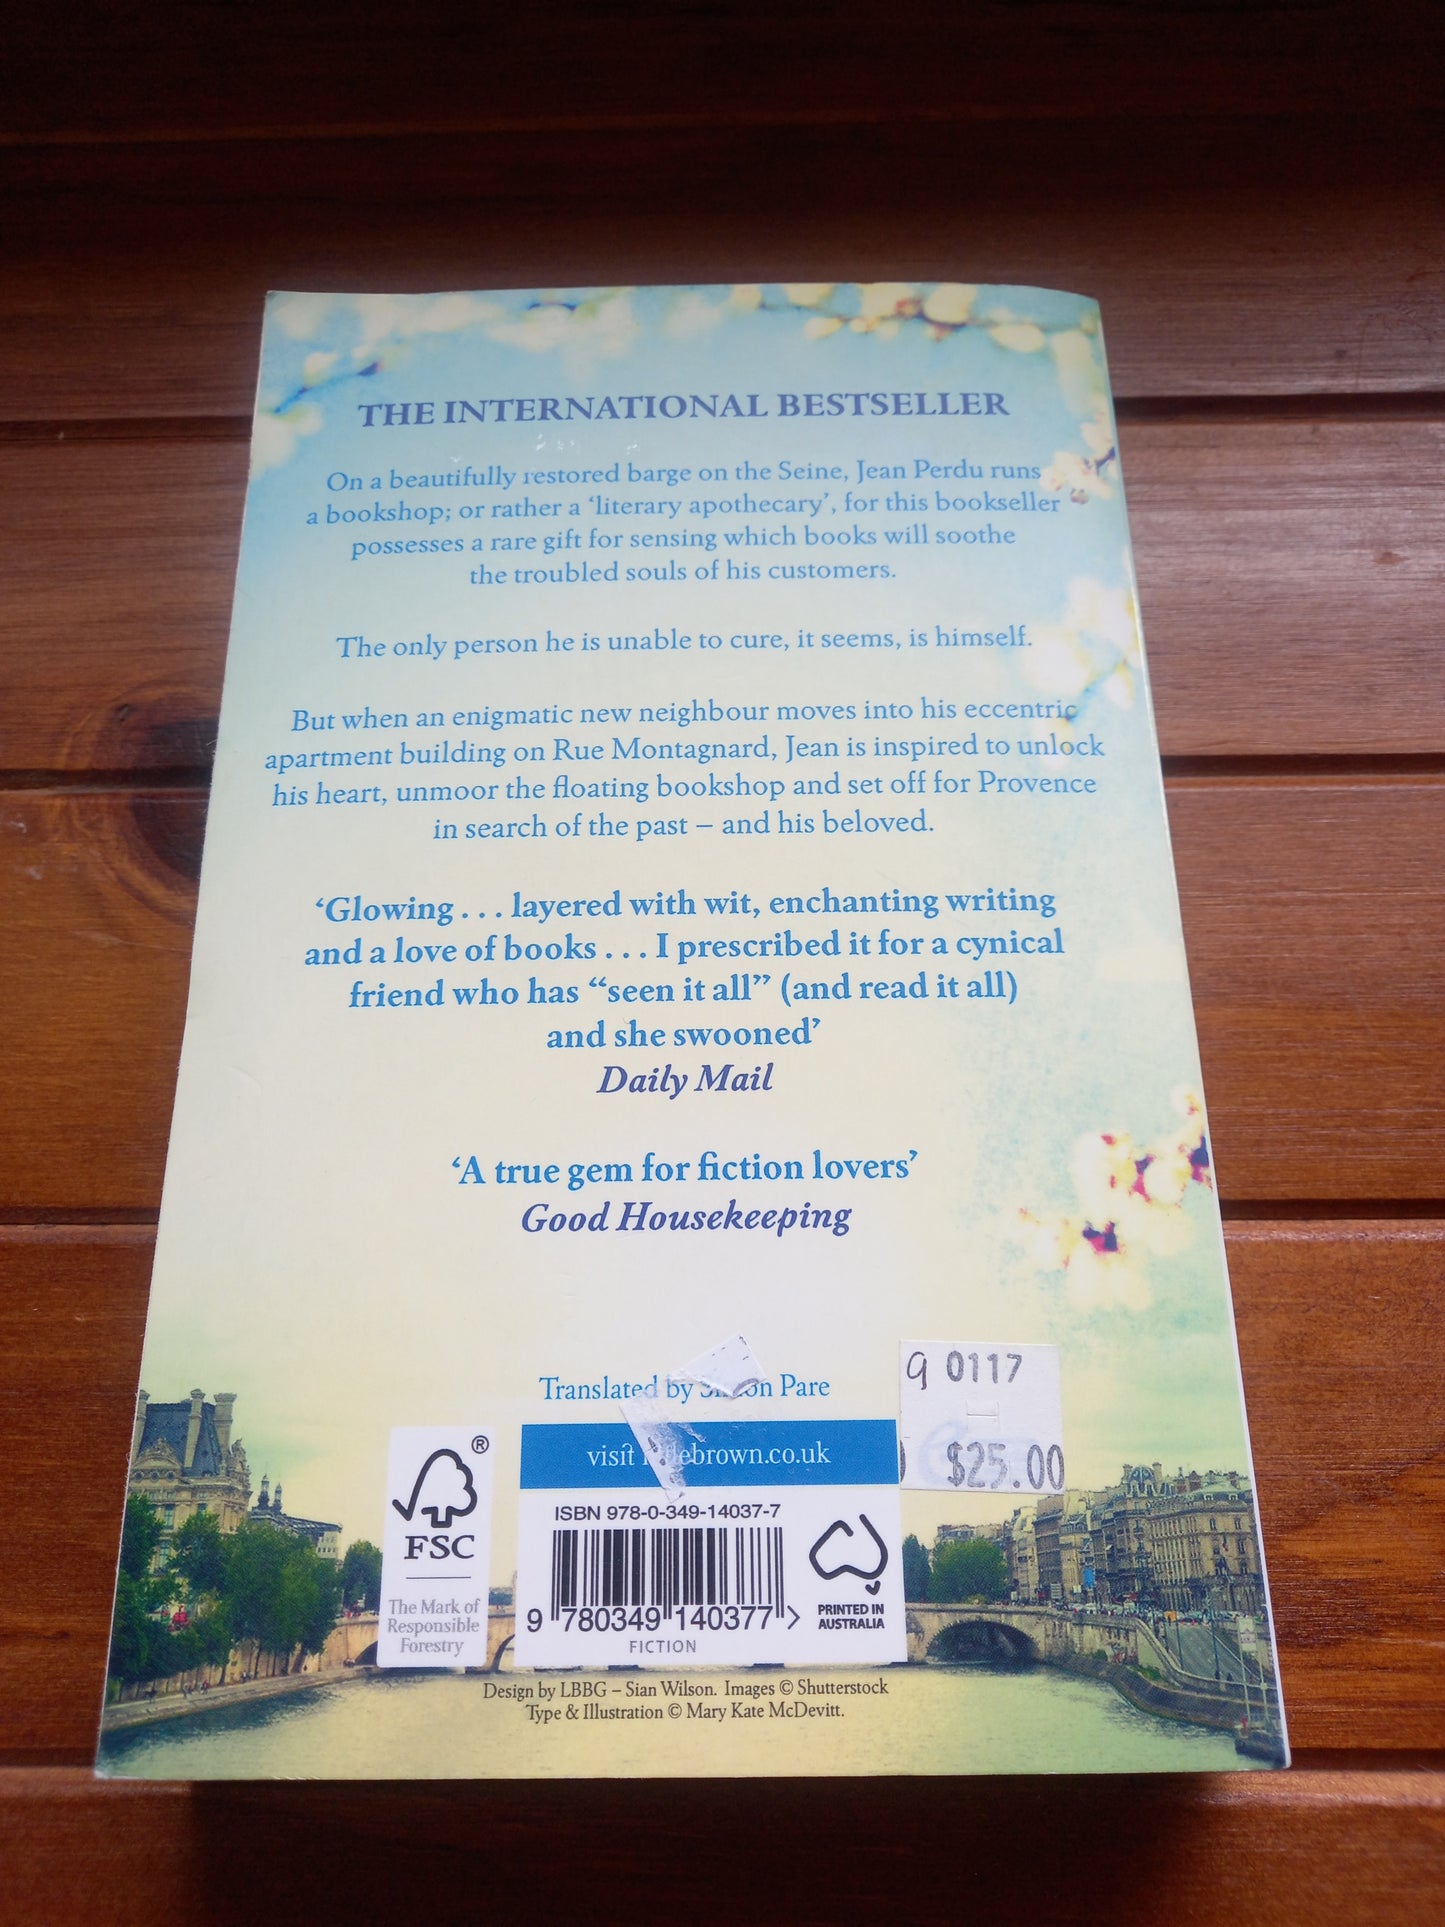 THE INTERNATIONAL BESTSELLER
On a beautifully restored barge on the Seine, Jean Perdu runs
a bookshop; or rather a ‘literary apothecary’, for this bookseller
possesses a rare gift for sensing which books will soothe
the troubled souls of his customers.
The only person he is unable to cure, it seems, is himself.
But when an enigmatic new neighbour moves into his eccentric
apartment building on Rue Montagnard, Jean is inspired to unlock
his heart, unmoor the floating bookshop and set off for Provence
in search of the past – and his beloved.
‘Glowing . . . layered with wit, enchanting writing
and a love of books . . . I prescribed it for a cynical
friend who has “seen it all” (and read it all)
and she swooned’
Daily Mail
‘A true gem for fiction lovers’
Good Housekeeping
Translated by Pare
9 0117
$25.00
visit
ISBN 978-0-349-14037-7
9 780349 140377 >
FICTION
®
FSC
The Mark of
Responsible
Forestry
PRINTED IN
AUSTRALIA
Design by LBBG – Sian Wilson. Images © Shutterstock
Type & Illustration © Mary Kate McDevitt.